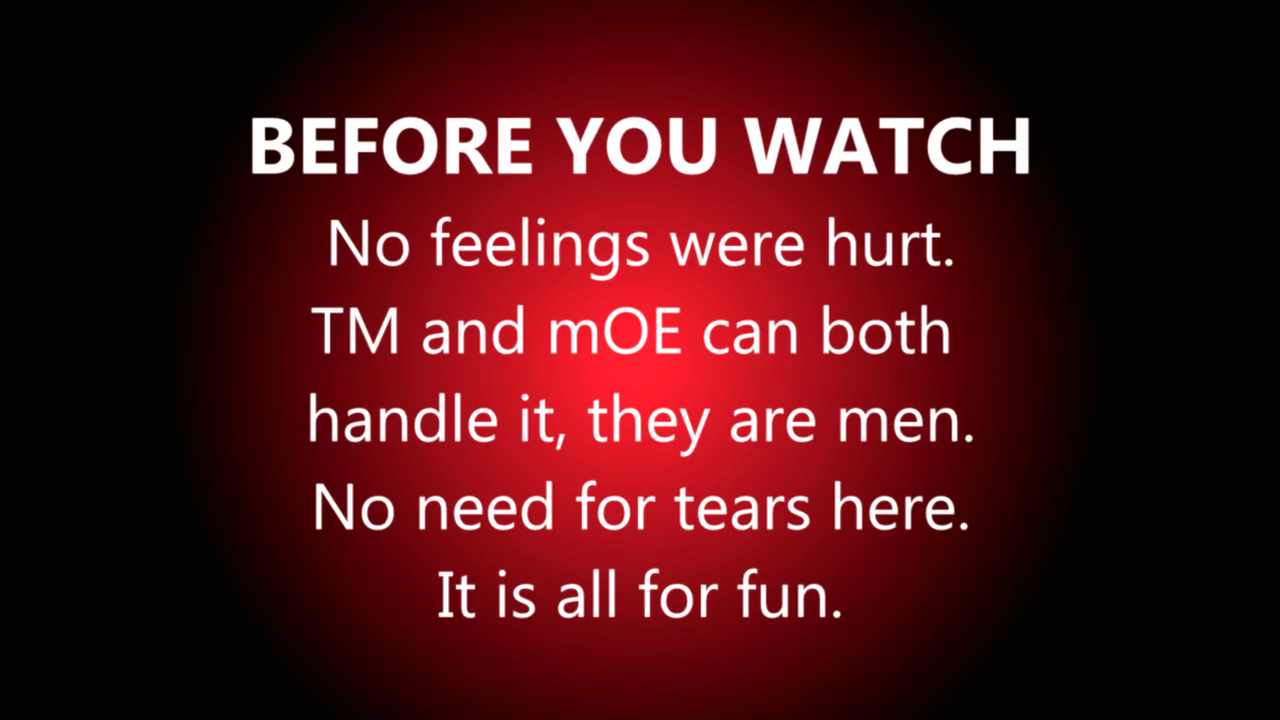 BEFORE YOU WATCH
No feelings were hurt.
TM and mOE can both
handle it, they are men.
No need for tears here.
It is all for fun.